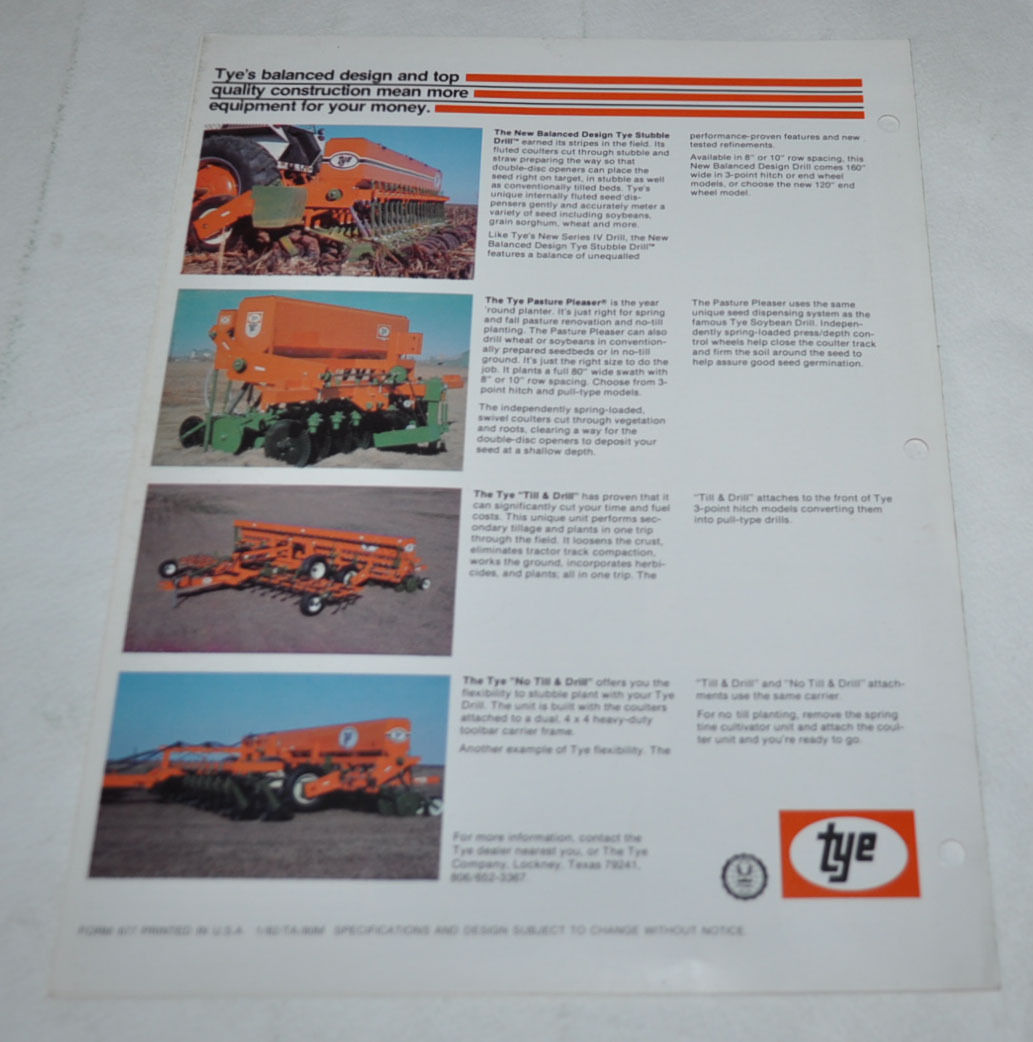 Tye's balanced design and top
quality construction mean more
equipment for your money.
The New Balanced Design Tye Stubble
Drill™ earned its stripes in the field. Its
fluted coulters cut through stubble and
straw preparing the way so that
double-disc openers can place the
seed right on target, in stubble as well
as conventionally tilled beds. Tye's
unique internally fluted seed dis-
pensers gently and accurately meter a
variety of seed including soybeans,
grain sorghum, wheat and more.
Like Tye's New Series IV Drill, the New
Balanced Design Tye Stubble Drill™
features a balance of unequalled
performance-proven features and new
tested refinements.
Available in 8" or 10" row spacing, this
New Balanced Design Drill comes 160"
wide in 3-point hitch or end wheel
models, or choose the new 120" end
wheel model.
The Tye Pasture Pleaser® is the year
'round planter. It's just right for spring
and fall pasture renovation and no-till
planting. The Pasture Pleaser can also
drill wheat or soybeans in convention-
ally prepared seedbeds or in no-till
ground. It's just the right size to do the
job. It plants a full 80" wide swath with
8" or 10" row spacing. Choose from 3-
point hitch and pull-type models.
The independently spring-loaded,
swivel coulters cut through vegetation
and roots, clearing a way for the
double-disc openers to deposit your
seed at a shallow depth.
The Pasture Pleaser uses the same
unique seed dispensing system as the
famous Tye Soybean Drill. Indepen-
dently spring-loaded press/depth con-
trol wheels help close the coulter track
and firm the soil around the seed to
help assure good seed germination.
The Tye "Till & Drill" has proven that it
can significantly cut your time and fuel
costs. This unique unit performs sec-
ondary tillage and plants in one trip
through the field. It loosens the crust,
eliminates tractor track compaction,
works the ground, incorporates herbi-
cides, and plants; all in one trip. The
"Till & Drill" attaches to the front of Tye
3-point hitch models converting them
into pull-type drills.
The Tye "No Till & Drill" offers you the
flexibility to stubble plant with your Tye
Drill. The unit is built with the coulters
attached to a dual, 4 x 4 heavy-duty
toolbar carrier frame.
Another example of Tye flexibility. The
"Till & Drill" and "No Till & Drill" attach-
ments use the same carrier.
For no till planting, remove the spring
tine cultivator unit and attach the coul-
ter unit and you're ready to go.
For more information, contact the
Tye dealer nearest you, or The Tye
Company, Lockney, Texas 79241,
806/652-3367.
tye
FORM 877 PRINTED IN U.S.A. SPECIFICATIONS AND DESIGN SUBJECT TO CHANGE WITHOUT NOTICE